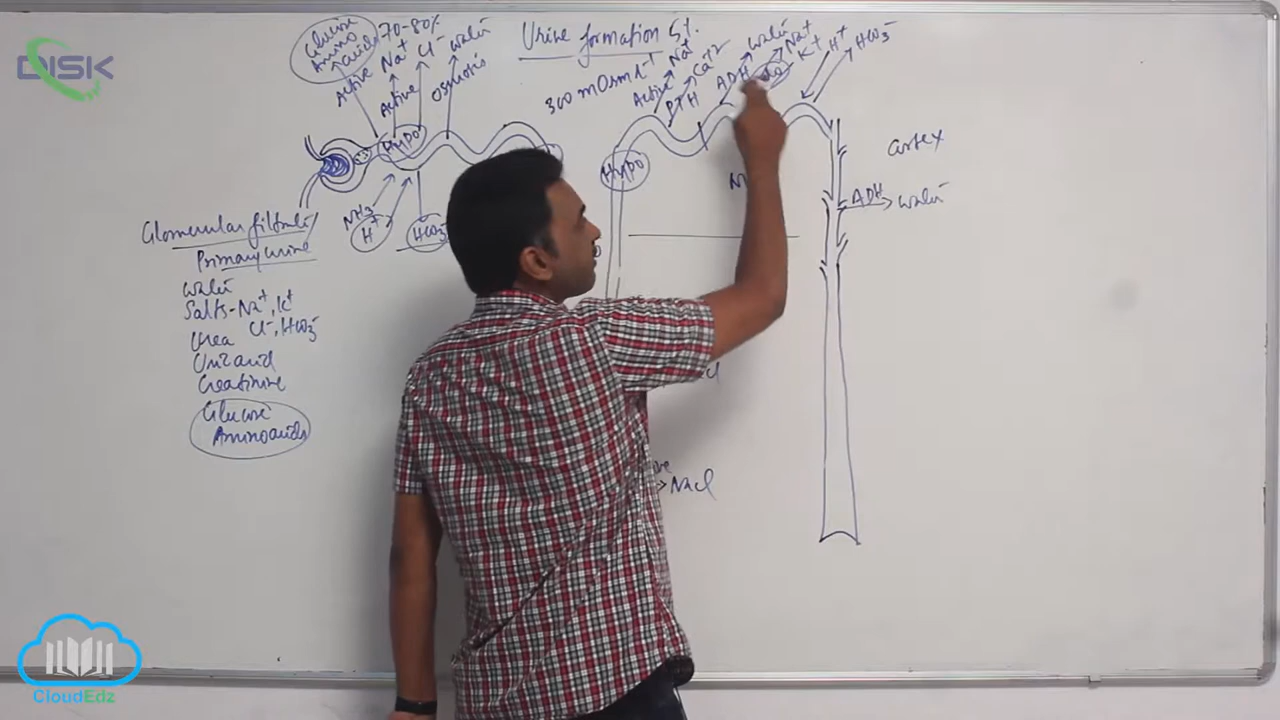 DISK
Urine formation
Glucose
Amino
acids
70-80%
Na+
Cl-
water
Active
Active
osmosis
300 mOsm L-1
Active
Na+
PTH
Ca+2
ADH
water
Na+
K+
H+
HCO3-
Hypo
Hypo
cortex
NH3
H+
HCO3-
ADH
water
Glomerular filtrate
Primary urine
water
Salts - Na+, K+
Urea Cl-, HCO3-
Uric acid
Creatinine
Glucose
Aminoacids
NaCl
CloudEdz